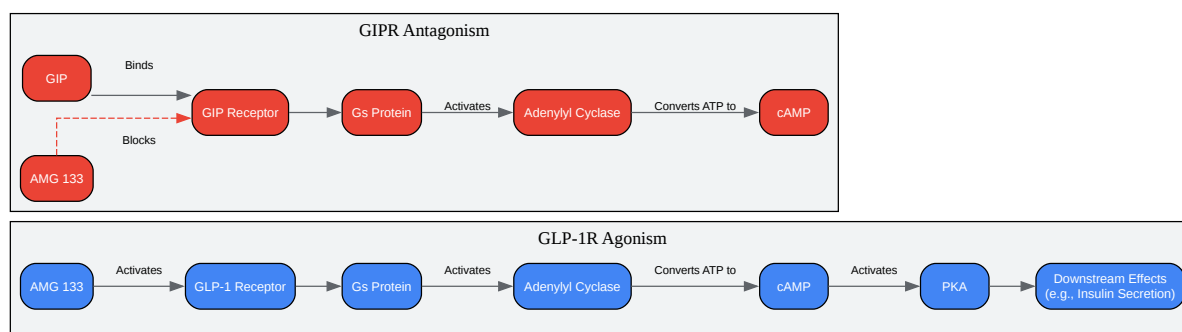 GIPR Antagonism
GIP
Binds
GIP Receptor
Gs Protein
Activates
Adenylyl Cyclase
Converts ATP to
cAMP
Blocks
AMG 133
GLP-1R Agonism
AMG 133
Activates
GLP-1 Receptor
Gs Protein
Activates
Adenylyl Cyclase
Converts ATP to
cAMP
Activates
PKA
Downstream Effects
(e.g., Insulin Secretion)